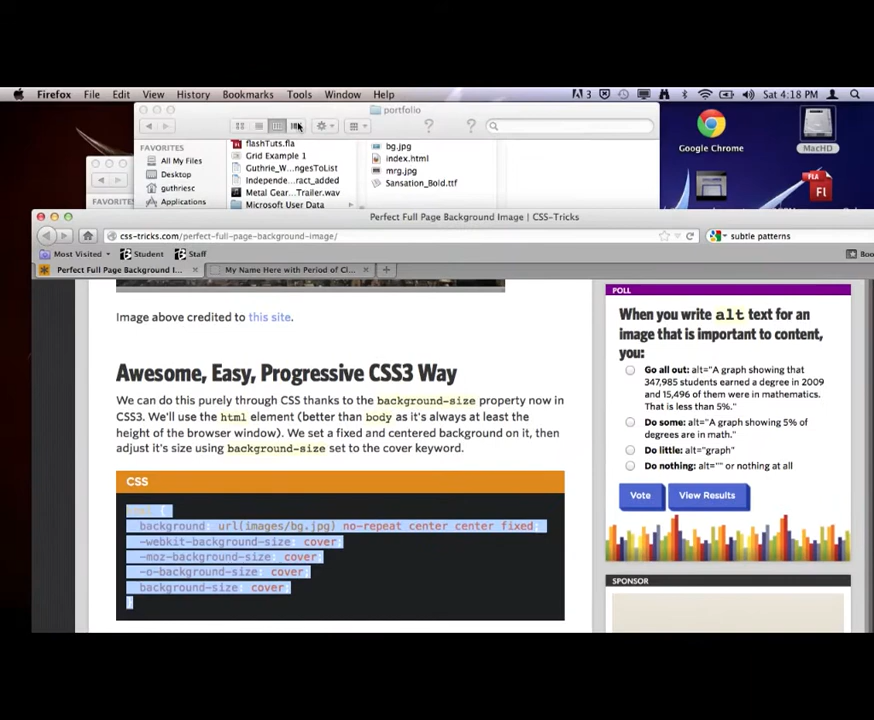 Firefox File Edit View History Bookmarks Tools Window Help
3 Sat 4:18 PM
portfolio
FAVORITES
All My Files
Desktop
guthriesc
Applications
flashTuts.fla
Grid Example 1
Guthrie_W...ngesToList
Independe...ract_added
Metal Gear...Trailer.wav
Microsoft User Data
bg.jpg
index.html
mrg.jpg
Sansation_Bold.ttf
Google Chrome
MacHD
FLA
Fl
FAVORIT
Perfect Full Page Background Image | CSS-Tricks
css-tricks.com/perfect-full-page-background-image/
subtle patterns
Most Visited Student Staff
Boo
Perfect Full Page Background I...
My Name Here with Period of Cl...
Image above credited to this site.
Awesome, Easy, Progressive CSS3 Way
We can do this purely through CSS thanks to the background-size property now in
CSS3. We'll use the html element (better than body as it's always at least the
height of the browser window). We set a fixed and centered background on it, then
adjust it's size using background-size set to the cover keyword.
CSS
{
background: url(images/bg.jpg) no-repeat center center fixed;
-webkit-background-size: cover;
-moz-background-size: cover;
-o-background-size: cover;
background-size: cover;
}
POLL
When you write alt text for an
image that is important to content,
you:
Go all out: alt="A graph showing that
347,985 students earned a degree in 2009
and 15,496 of them were in mathematics.
That is less than 5%."
Do some: alt="A graph showing 5% of
degrees are in math."
Do little: alt="graph"
Do nothing: alt="" or nothing at all
Vote
View Results
SPONSOR